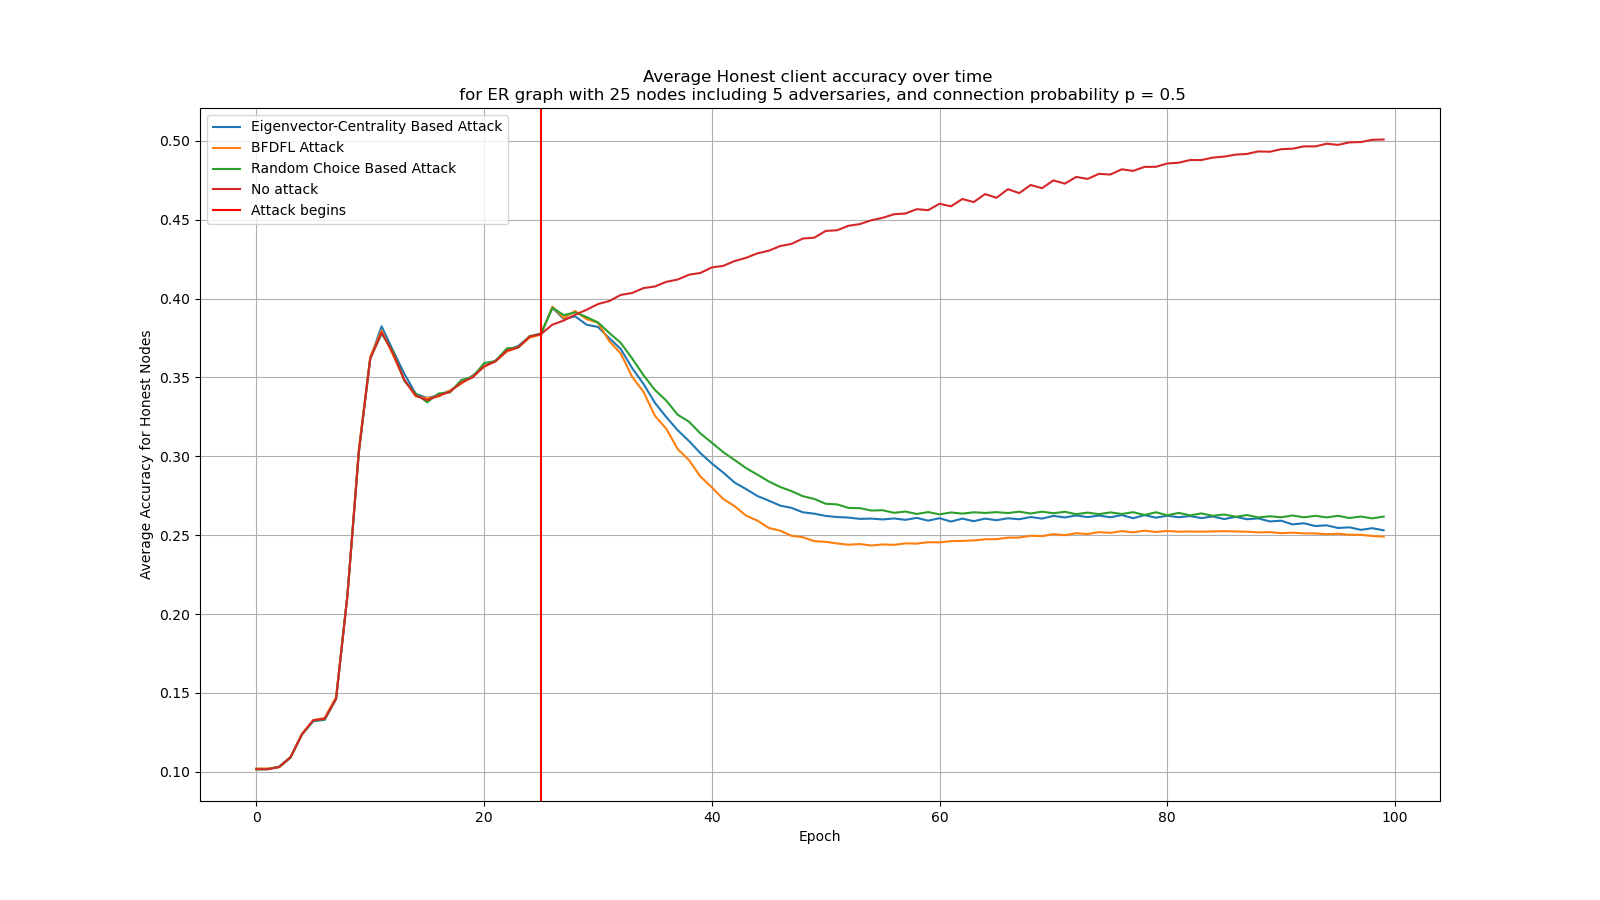 Average Honest client accuracy over time
for ER graph with 25 nodes including 5 adversaries, and connection probability p = 0.5
Eigenvector-Centrality Based Attack
BFDFL Attack
Random Choice Based Attack
No attack
Attack begins
0.50
0.45
0.40
0.35
0.30
0.25
0.20
0.15
0.10
Average Accuracy for Honest Nodes
0 20 40 60 80 100
Epoch